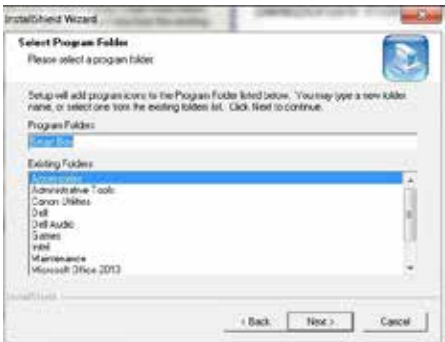 InstallShield Wizard
Select Program Folder
Please select a program folder.
Setup will add program icons to the Program Folder listed below. You may type a new folder
name, or select one from the existing folders list. Click Next to continue.
Program Folders:
Existing Folders:
Accessories
Administrative Tools
Canon Utilities
Dell
Dell Audio
Games
Intel
Maintenance
Microsoft Office 2013
InstallShield
< Back
Next >
Cancel